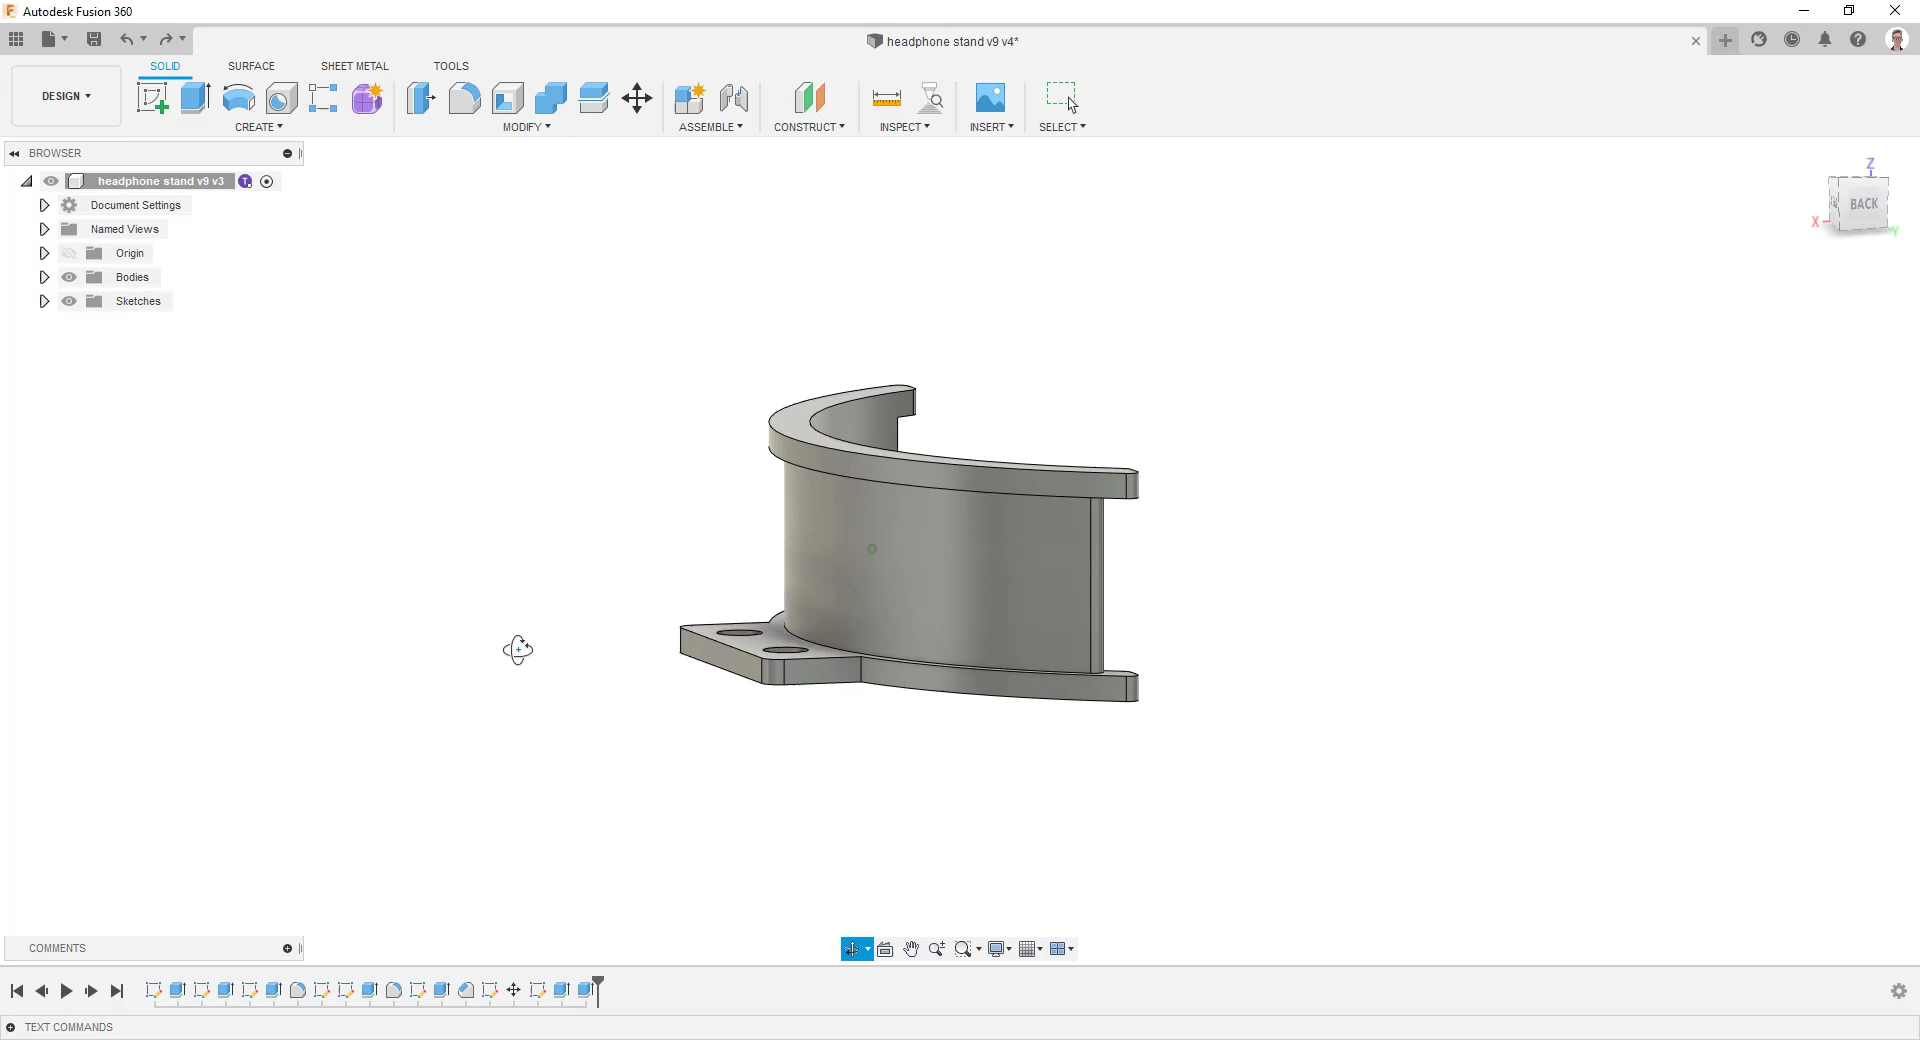 Autodesk Fusion 360
headphone stand v9 v4*
DESIGN
SOLID
SURFACE
SHEET METAL
TOOLS
CREATE
MODIFY
ASSEMBLE
CONSTRUCT
INSPECT
INSERT
SELECT
BROWSER
headphone stand v9 v3
Document Settings
Named Views
Origin
Bodies
Sketches
Z
BACK
X
Y
COMMENTS
TEXT COMMANDS